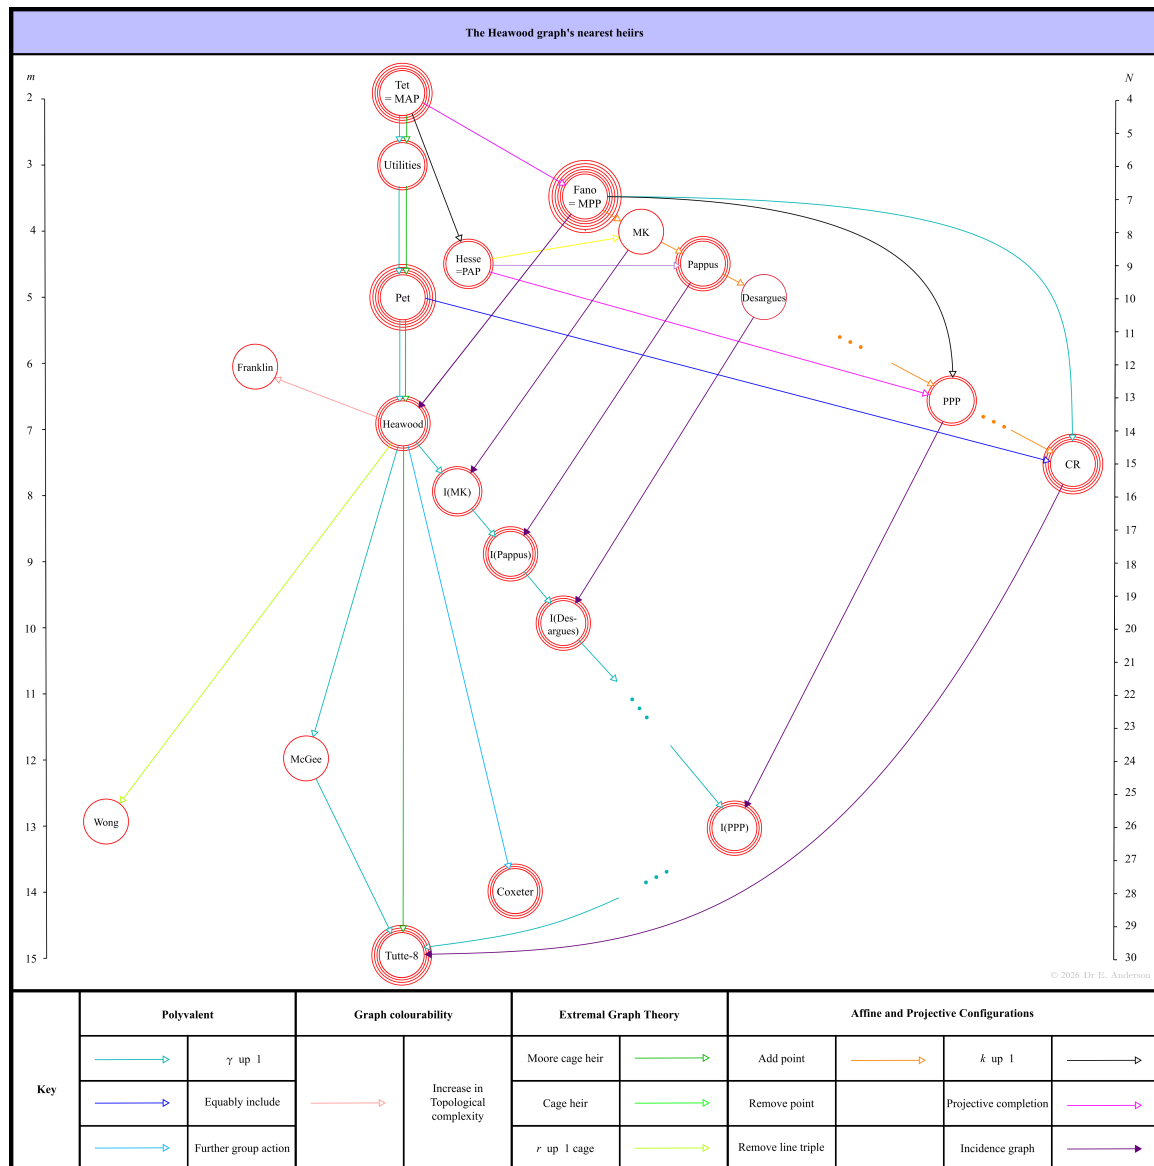 The Heawood graph's nearest heiirs
m
N
2
3
4
5
6
7
8
9
10
11
12
13
14
15
4
5
6
7
8
9
10
11
12
13
14
15
16
17
18
19
20
21
22
23
24
25
26
27
28
29
30
Tet
= MAP
Utilities
Fano
= MPP
MK
Hesse
=PAP
Pappus
Desargues
Pet
Franklin
PPP
Heawood
CR
I(MK)
I(Pappus)
I(Des-
argues)
McGee
Wong
I(PPP)
Coxeter
Tutte-8
© 2026 Dr E. Anderson
Key
Polyvalent
Graph colourability
Extremal Graph Theory
Affine and Projective Configurations
γ up 1
Moore cage heir
Add point
k up 1
Equably include
Increase in
Topological
complexity
Cage heir
Remove point
Projective completion
Further group action
r up 1 cage
Remove line triple
Incidence graph